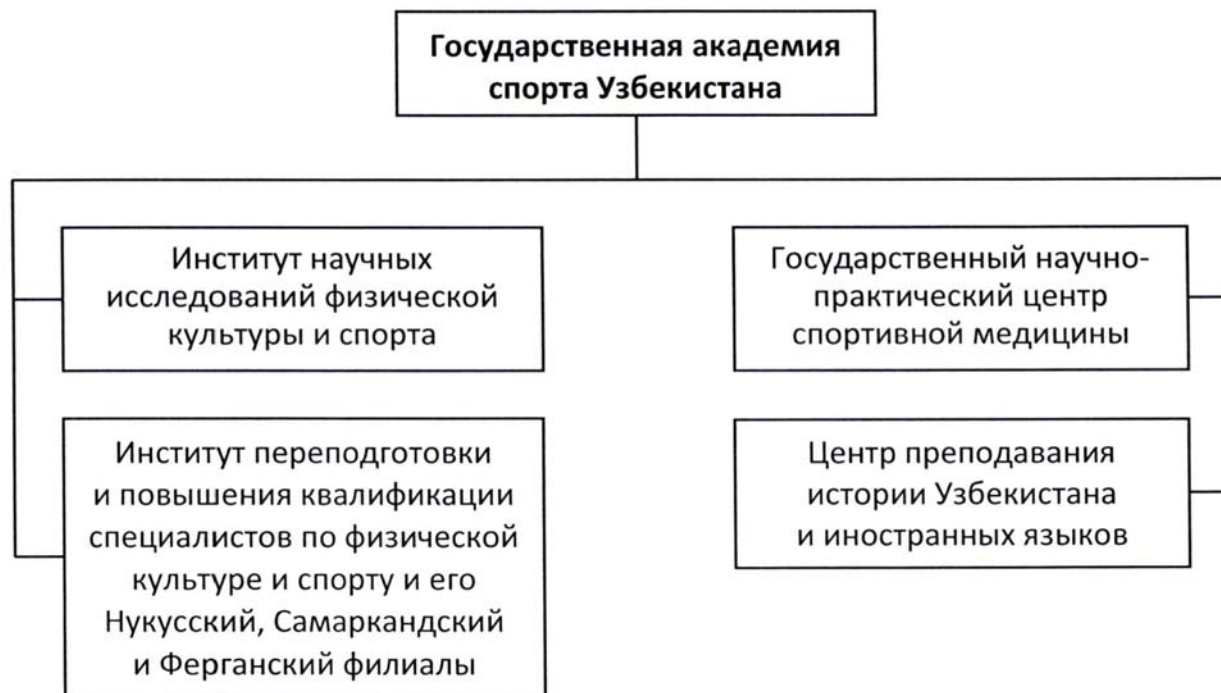 Государственная академия
спорта Узбекистана
Институт научных
исследований физической
культуры и спорта
Государственный научно-
практический центр
спортивной медицины
Институт переподготовки
и повышения квалификации
специалистов по физической
культуре и спорту и его
Нукусский, Самаркандский
и Ферганский филиалы
Центр преподавания
истории Узбекистана
и иностранных языков